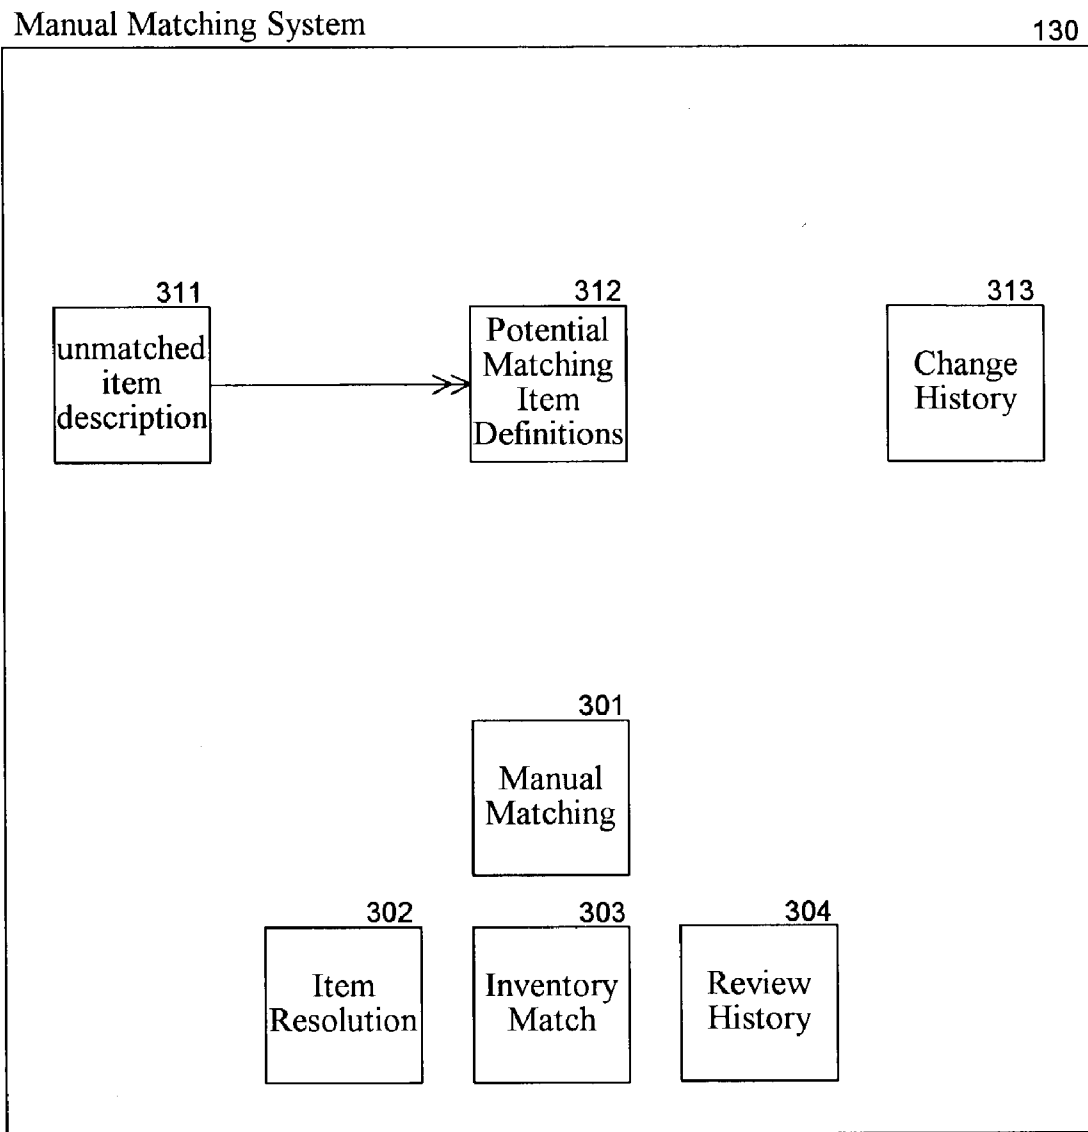 Manual Matching System
130
311
unmatched
item
description
312
Potential
Matching
Item
Definitions
313
Change
History
301
Manual
Matching
302
Item
Resolution
303
Inventory
Match
304
Review
History